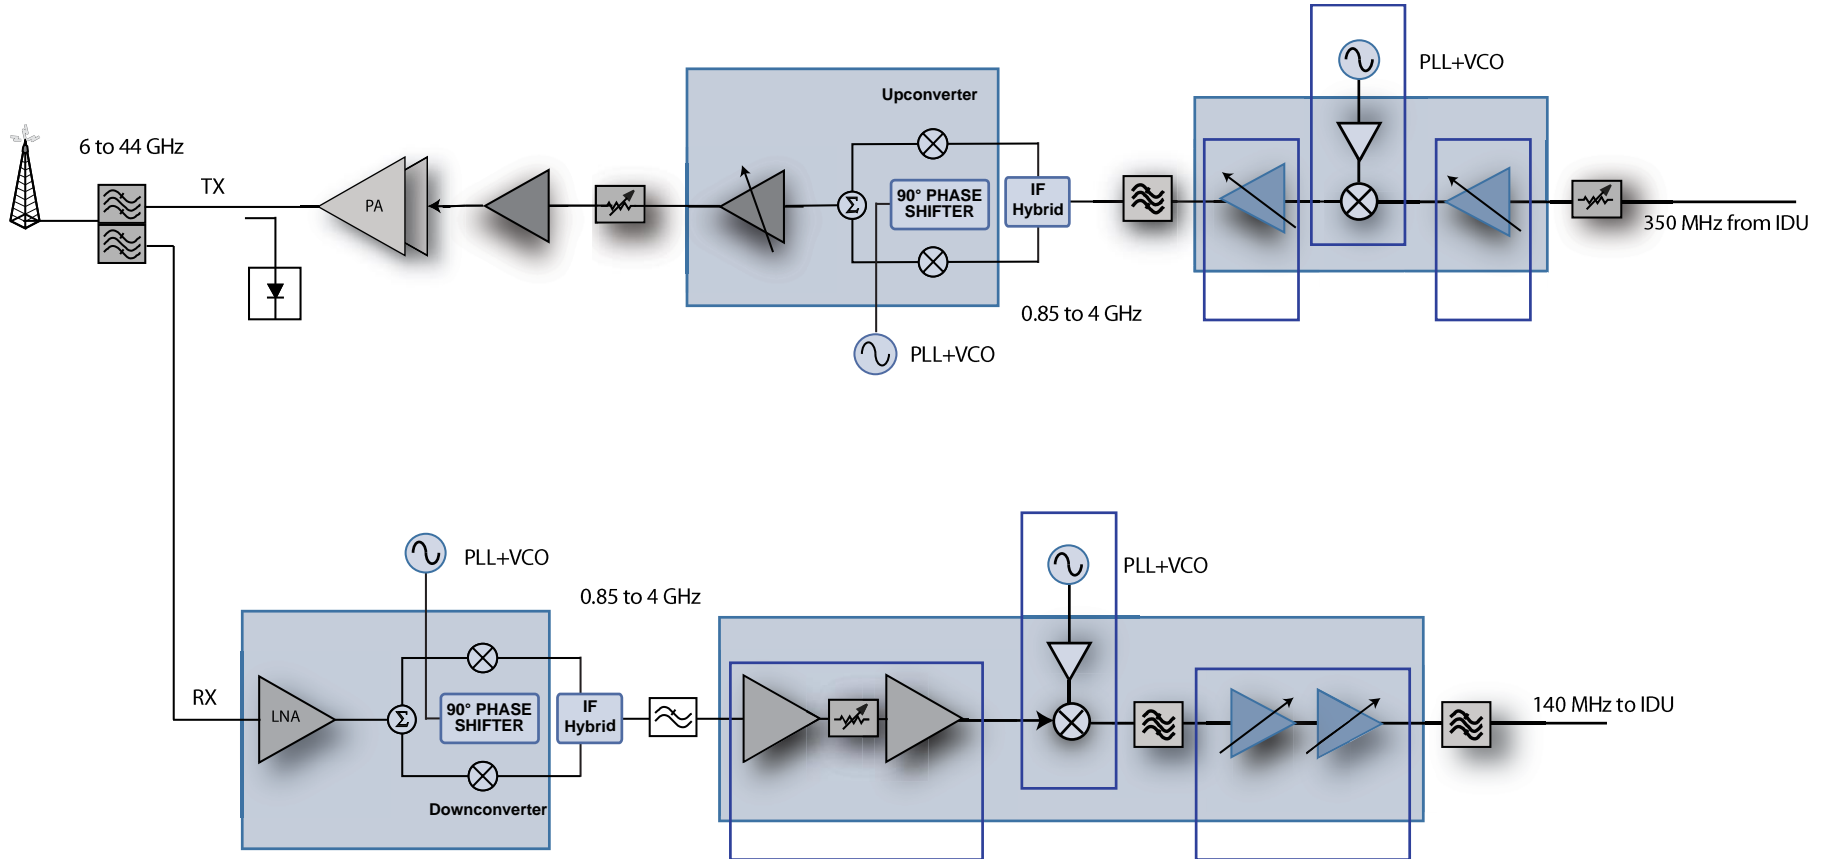 PLL+VCO
Upconverter
6 to 44 GHz
TX
PA
90° PHASE
SHIFTER
Σ
IF
Hybrid
350 MHz from IDU
0.85 to 4 GHz
PLL+VCO
PLL+VCO
PLL+VCO
0.85 to 4 GHz
RX
LNA
Σ
90° PHASE
SHIFTER
IF
Hybrid
140 MHz to IDU
Downconverter